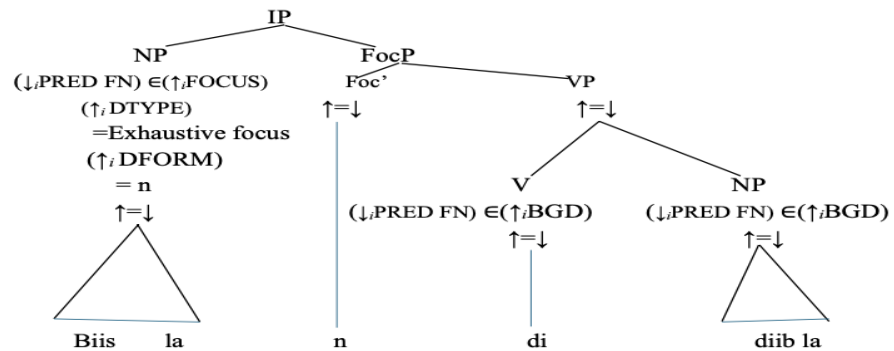 IP
NP FocP
(↓ᵢPRED FN) ∈(↑ᵢFOCUS) Foc’ VP
(↑ᵢ DTYPE) ↑=↓ ↑=↓
=Exhaustive focus
(↑ᵢ DFORM)
= n V NP
↑=↓ (↓ᵢPRED FN) ∈(↑ᵢBGD) (↓ᵢPRED FN) ∈(↑ᵢBGD)
↑=↓ ↑=↓
Biis la n di diib la